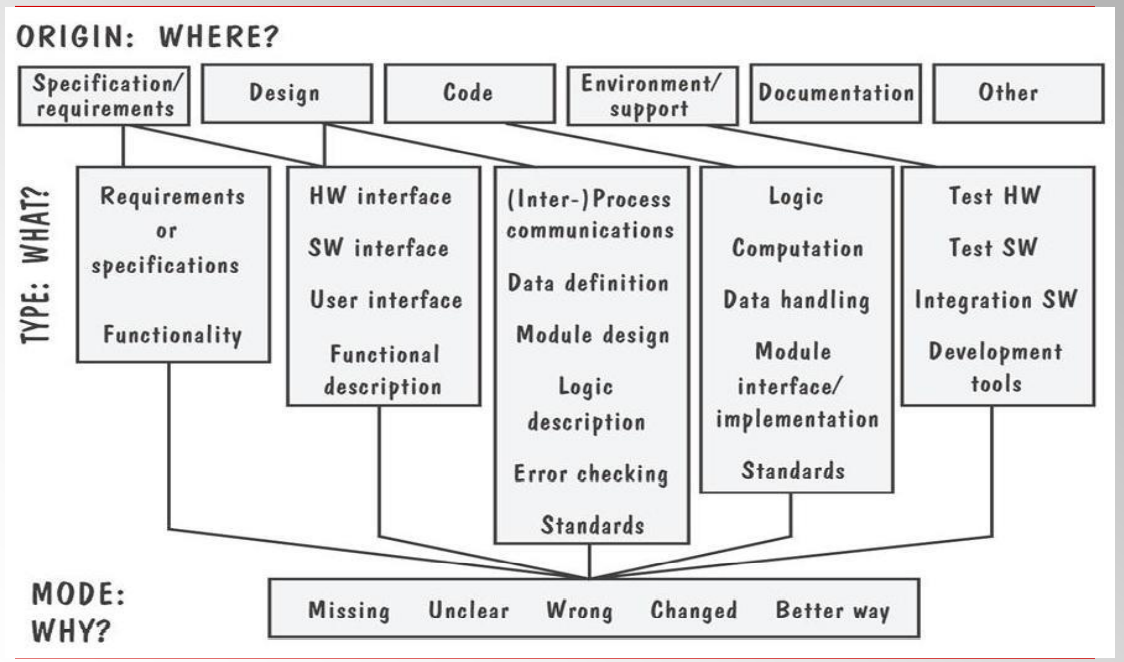 ORIGIN: WHERE?
Specification/
requirements
Design
Code
Environment/
support
Documentation
Other
TYPE: WHAT?
Requirements
or
specifications
Functionality
HW interface
SW interface
User interface
Functional
description
(Inter-)Process
communications
Data definition
Module design
Logic
description
Error checking
Standards
Logic
Computation
Data handling
Module
interface/
implementation
Standards
Test HW
Test SW
Integration SW
Development
tools
MODE:
WHY?
Missing Unclear Wrong Changed Better way